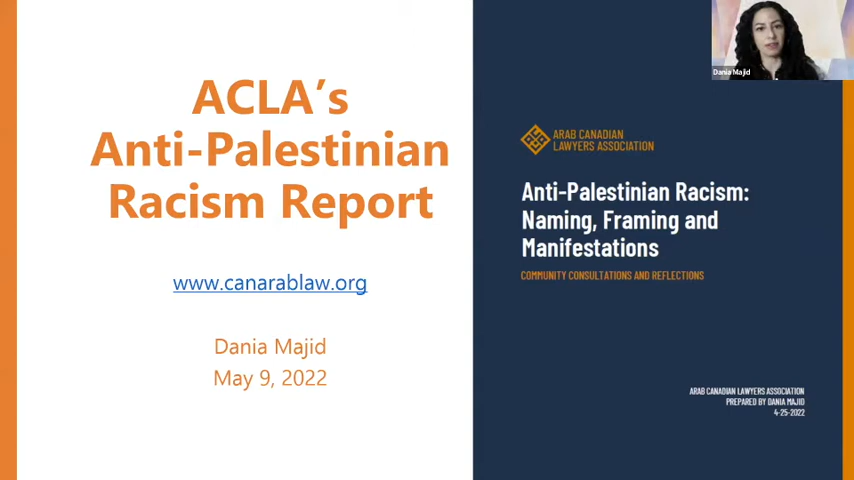 ACLA’s
Anti-Palestinian
Racism Report
www.canarablaw.org
Dania Majid
May 9, 2022
Dania Majid
ARAB CANADIAN
LAWYERS ASSOCIATION
Anti-Palestinian Racism:
Naming, Framing and
Manifestations
COMMUNITY CONSULTATIONS AND REFLECTIONS
ARAB CANADIAN LAWYERS ASSOCIATION
PREPARED BY DANIA MAJID
4-25-2022